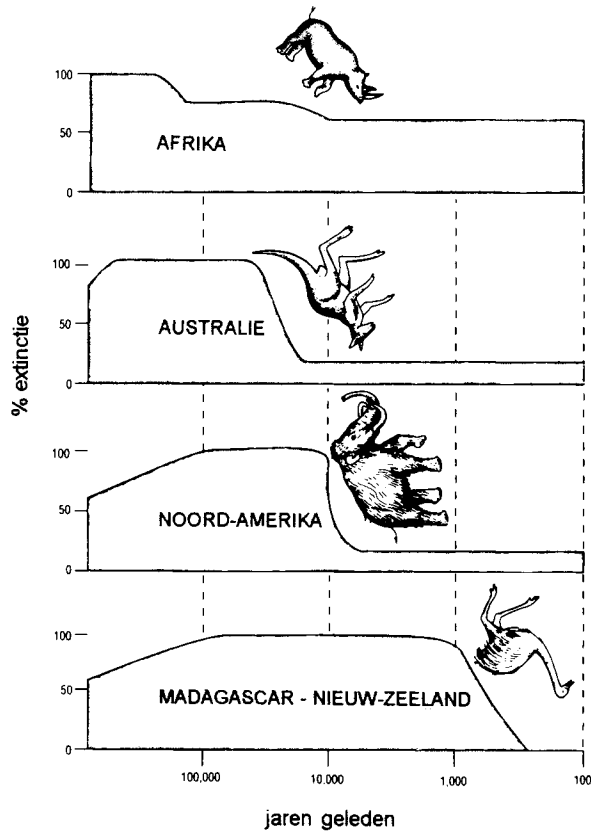 100
50
0
AFRIKA
100
50
0
AUSTRALIE
% extinctie
100
50
0
NOORD-AMERIKA
100
50
0
MADAGASCAR - NIEUW-ZEELAND
100,000 10.000 1,000 100
jaren geleden